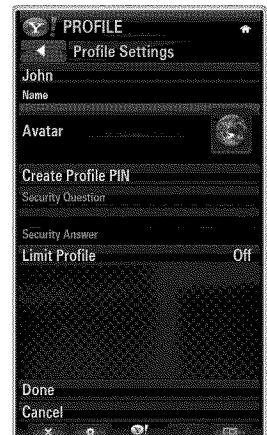 Y! PROFILE
Profile Settings
John
Name
Avatar
Create Profile PIN
Security Question
Security Answer
Limit Profile Off
Done
Cancel
Y!